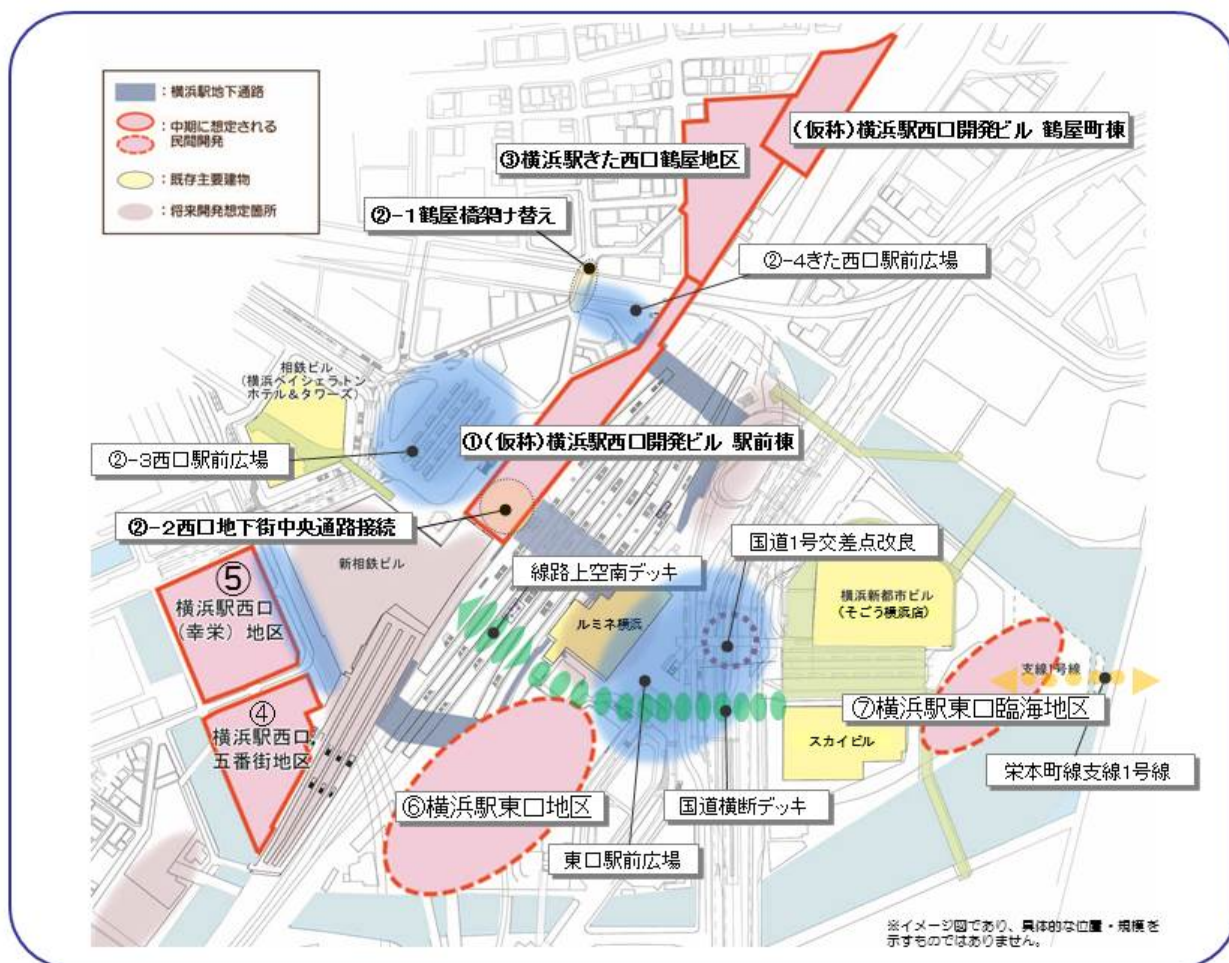 ：横浜駅地下通路
：中期に想定される
民間開発
：既存主要建物
：将来開発想定箇所
(仮称)横浜駅西口開発ビル 鶴屋町棟
③横浜駅きた西口鶴屋地区
②-1鶴屋橋架け替え
②-4きた西口駅前広場
相鉄ビル
(横浜ベイシェラトン
ホテル&タワーズ)
①(仮称)横浜駅西口開発ビル 駅前棟
②-3西口駅前広場
②-2西口地下街中央通路接続
新相鉄ビル
国道1号交差点改良
線路上空南デッキ
⑤
横浜駅西口
(幸栄) 地区
ルミネ横浜
横浜新都市ビル
(そごう横浜店)
支線1号線
④
横浜駅西口
五番街地区
⑦横浜駅東口臨海地区
スカイビル
栄本町線支線1号線
⑥横浜駅東口地区
国道横断デッキ
東口駅前広場
※イメージ図であり、具体的な位置・規模を
示すものではありません。